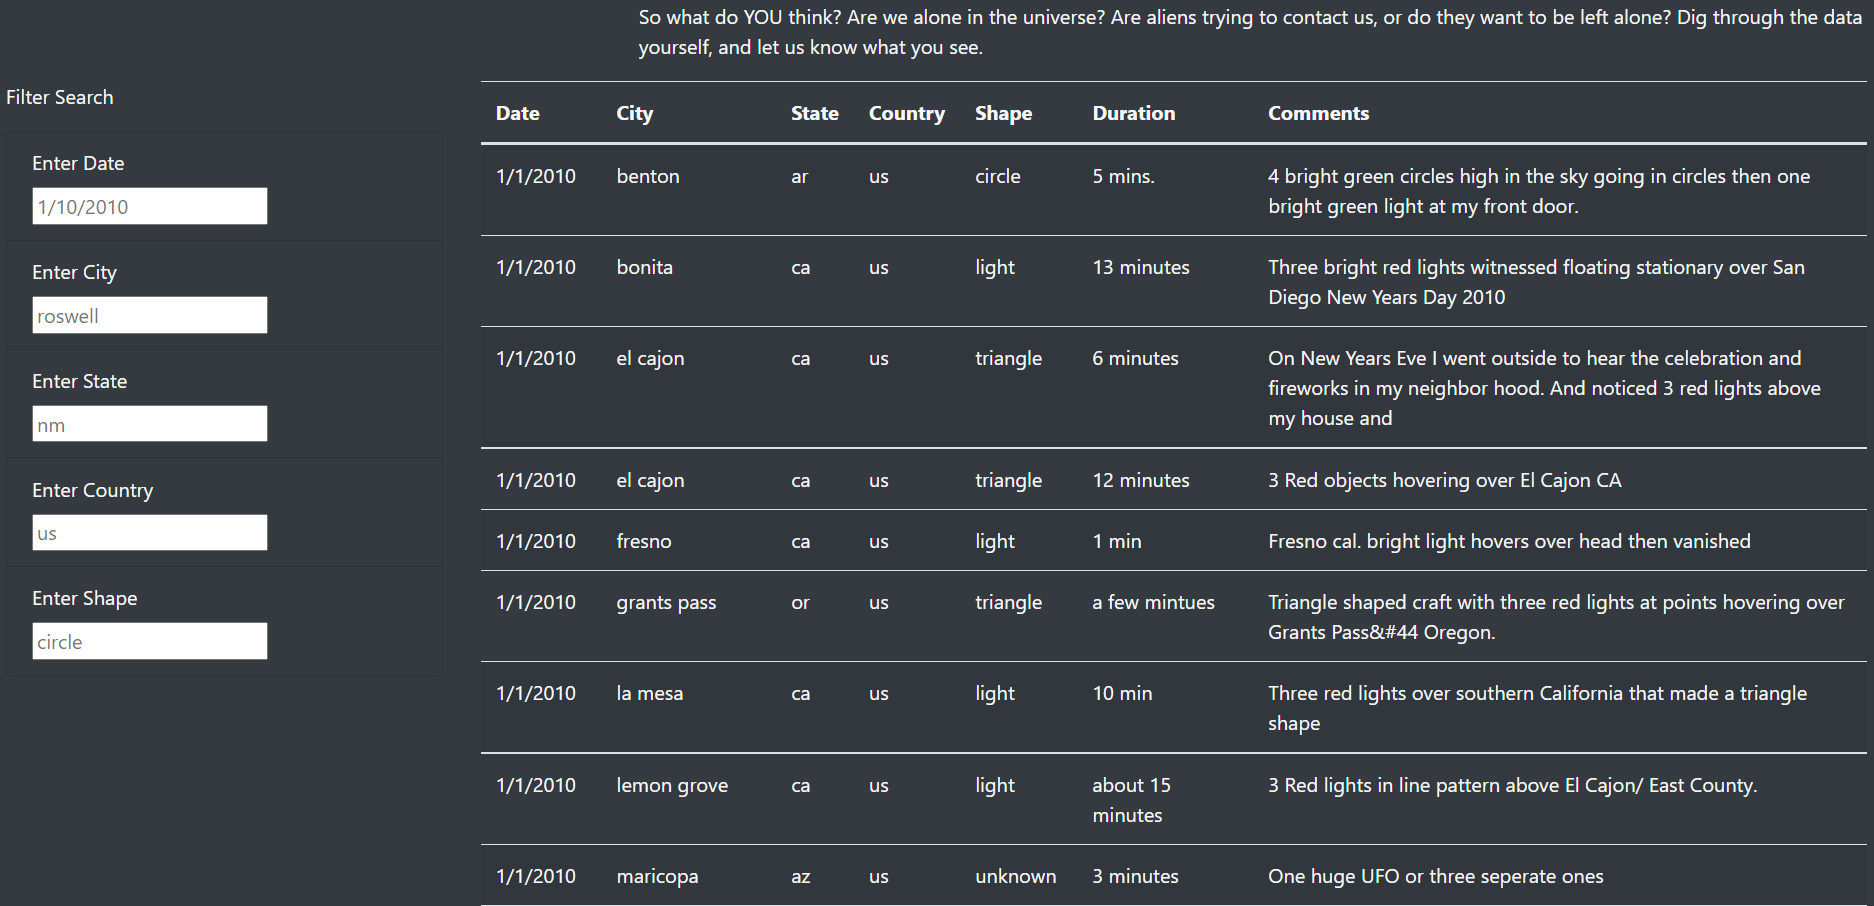 So what do YOU think? Are we alone in the universe? Are aliens trying to contact us, or do they want to be left alone? Dig through the data
yourself, and let us know what you see.
Filter Search
Enter Date
1/10/2010
Enter City
roswell
Enter State
nm
Enter Country
us
Enter Shape
circle
Date City State Country Shape Duration Comments
1/1/2010 benton ar us circle 5 mins. 4 bright green circles high in the sky going in circles then one
bright green light at my front door.
1/1/2010 bonita ca us light 13 minutes Three bright red lights witnessed floating stationary over San
Diego New Years Day 2010
1/1/2010 el cajon ca us triangle 6 minutes On New Years Eve I went outside to hear the celebration and
fireworks in my neighbor hood. And noticed 3 red lights above
my house and
1/1/2010 el cajon ca us triangle 12 minutes 3 Red objects hovering over El Cajon CA
1/1/2010 fresno ca us light 1 min Fresno cal. bright light hovers over head then vanished
1/1/2010 grants pass or us triangle a few mintues Triangle shaped craft with three red lights at points hovering over
Grants Pass&#44 Oregon.
1/1/2010 la mesa ca us light 10 min Three red lights over southern California that made a triangle
shape
1/1/2010 lemon grove ca us light about 15 3 Red lights in line pattern above El Cajon/ East County.
minutes
1/1/2010 maricopa az us unknown 3 minutes One huge UFO or three seperate ones